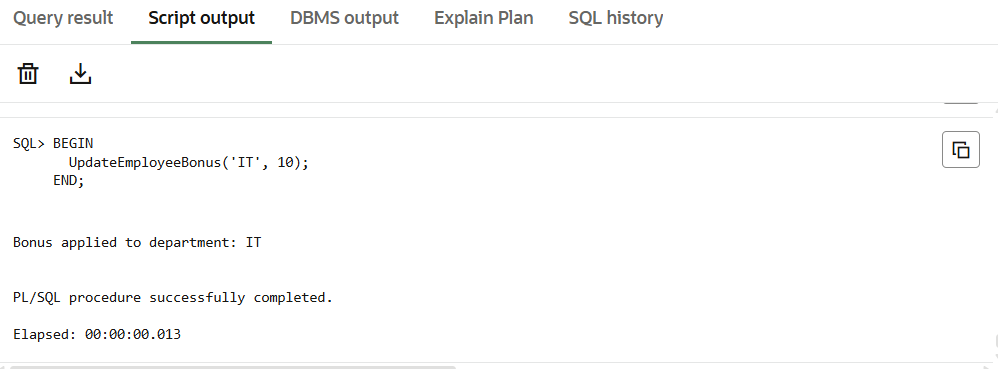 Query result Script output DBMS output Explain Plan SQL history
SQL> BEGIN
UpdateEmployeeBonus('IT', 10);
END;
Bonus applied to department: IT
PL/SQL procedure successfully completed.
Elapsed: 00:00:00.013